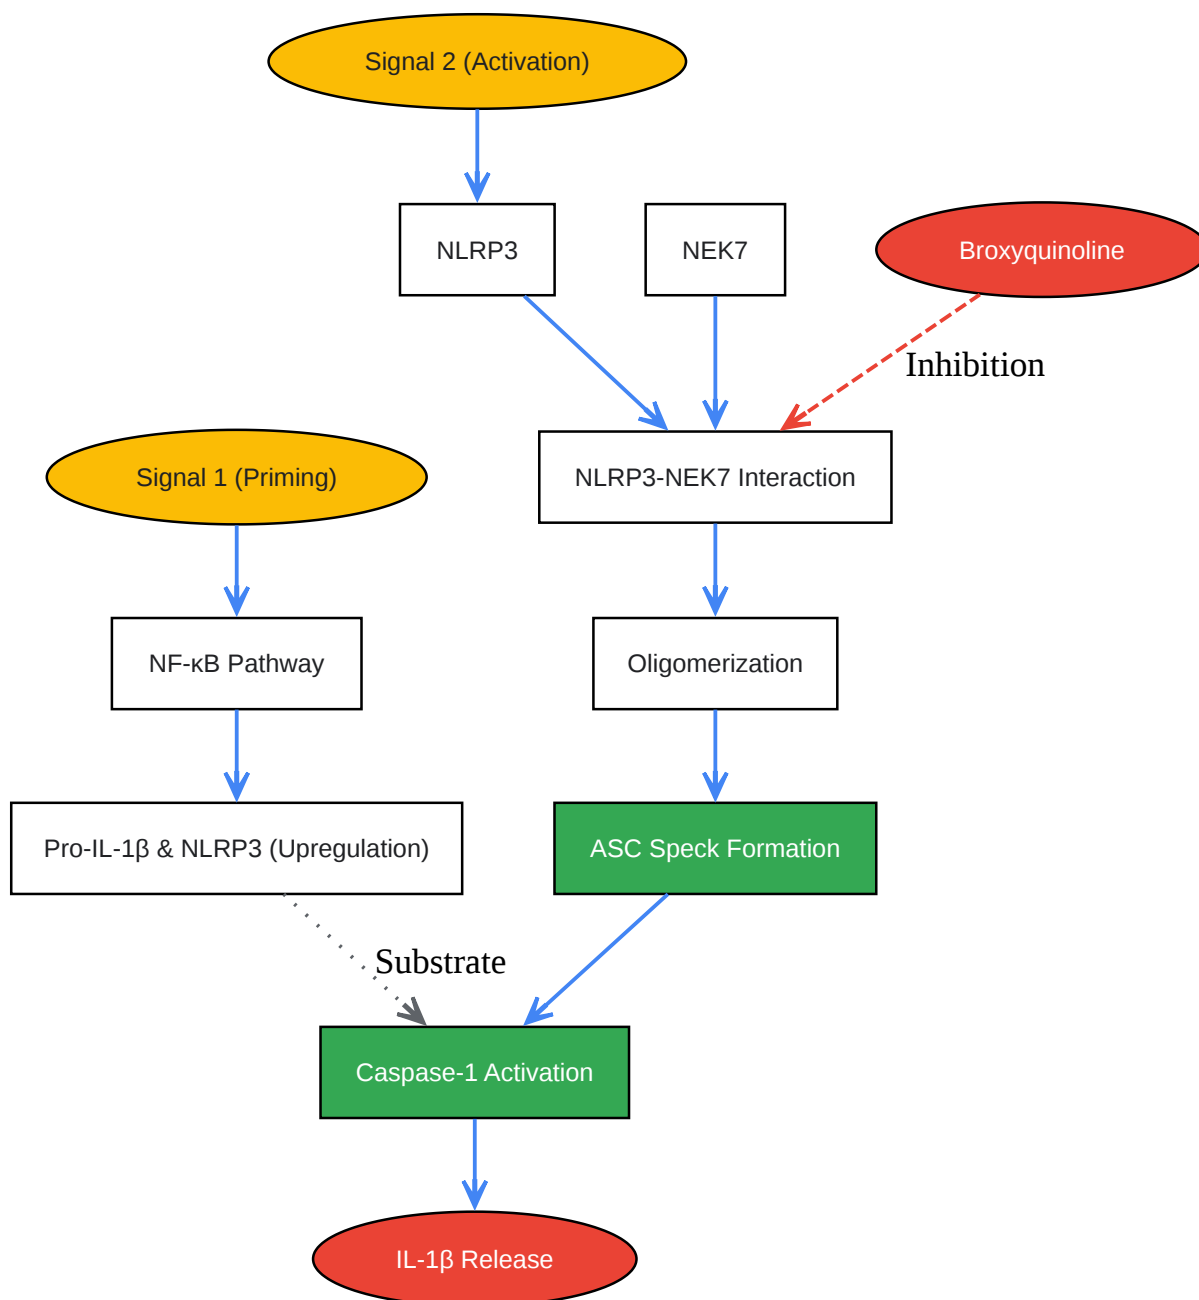 Signal 2 (Activation)
NLRP3
NEK7
Broxyquinoline
Inhibition
Signal 1 (Priming)
NLRP3-NEK7 Interaction
NF-κB Pathway
Oligomerization
Pro-IL-1β & NLRP3 (Upregulation)
ASC Speck Formation
Substrate
Caspase-1 Activation
IL-1β Release